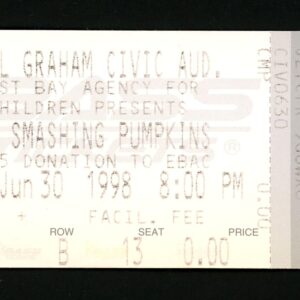 L GRAHAM CIVIC AUD.
ST BAY AGENCY FOR
CHILDREN PRESENTS
SMASHING PUMPKINS
5 DONATION TO EBAC
Jun 30 1998 8:00 PM
+ FACIL. FEE
ROW SEAT PRICE
B 13 0.00
CMP
CIV0630